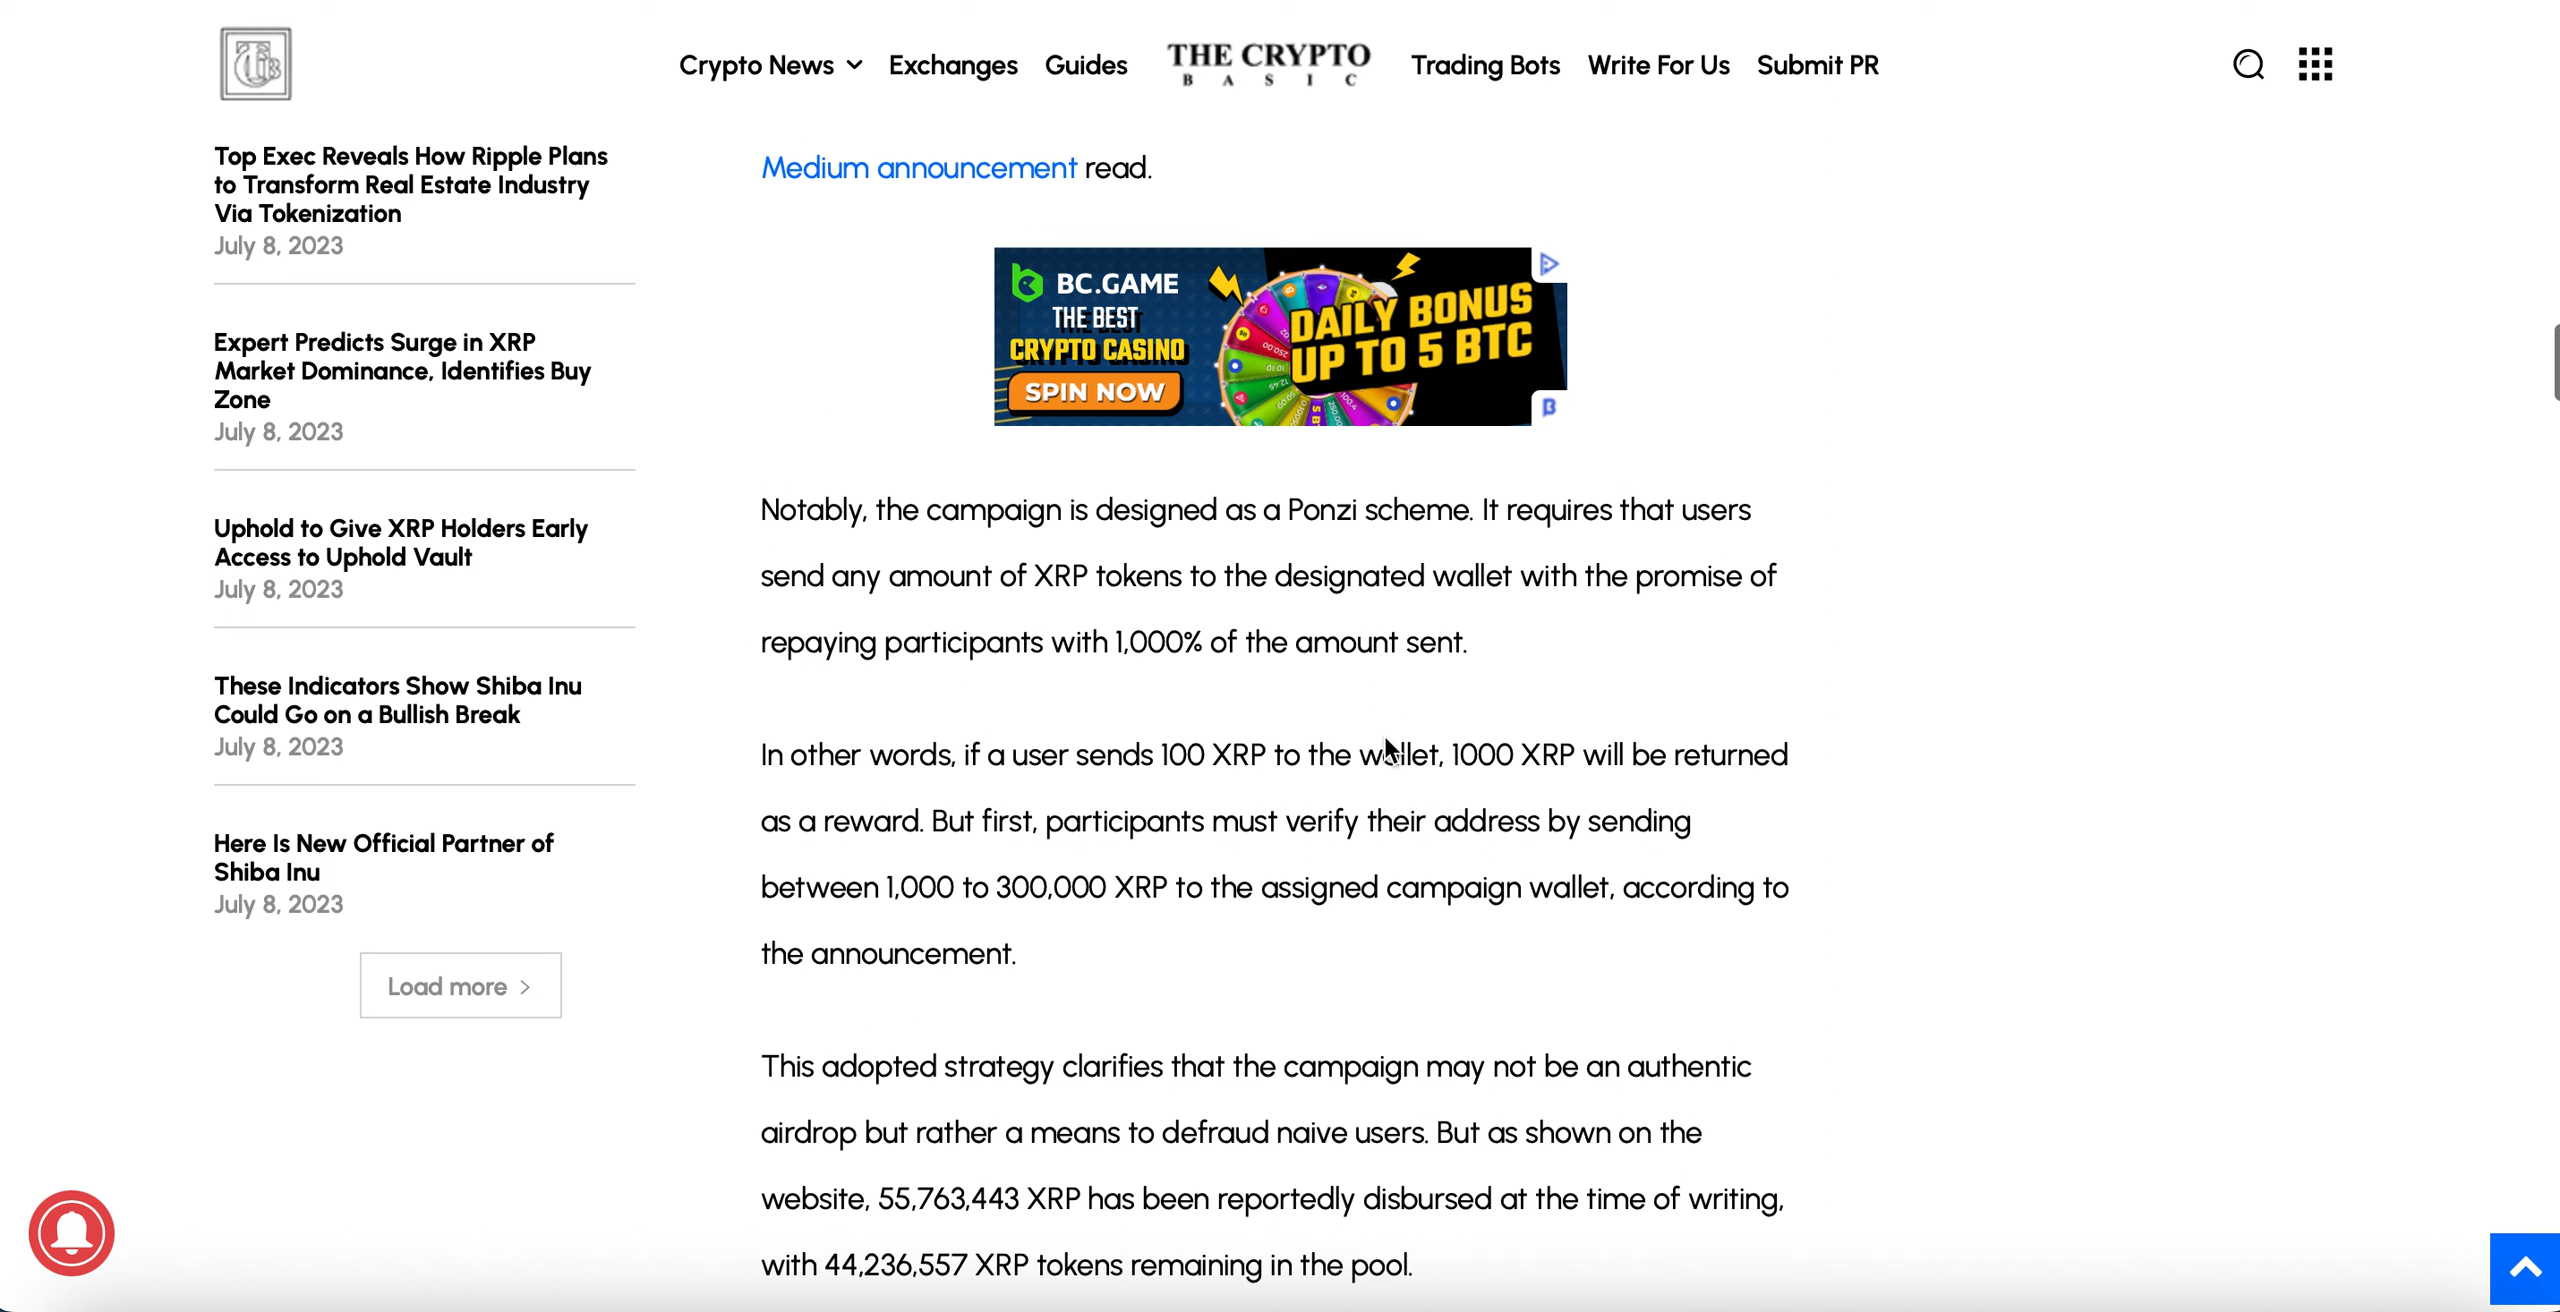 Crypto News
Exchanges
Guides
THE CRYPTO
BASIC
Trading Bots
Write For Us
Submit PR
Top Exec Reveals How Ripple Plans
to Transform Real Estate Industry
Via Tokenization
July 8, 2023
Expert Predicts Surge in XRP
Market Dominance, Identifies Buy
Zone
July 8, 2023
Uphold to Give XRP Holders Early
Access to Uphold Vault
July 8, 2023
These Indicators Show Shiba Inu
Could Go on a Bullish Break
July 8, 2023
Here Is New Official Partner of
Shiba Inu
July 8, 2023
Load more
Medium announcement read.
BC.GAME
THE BEST
CRYPTO CASINO
SPIN NOW
DAILY BONUS
UP TO 5 BTC
Notably, the campaign is designed as a Ponzi scheme. It requires that users
send any amount of XRP tokens to the designated wallet with the promise of
repaying participants with 1,000% of the amount sent.
In other words, if a user sends 100 XRP to the wallet, 1000 XRP will be returned
as a reward. But first, participants must verify their address by sending
between 1,000 to 300,000 XRP to the assigned campaign wallet, according to
the announcement.
This adopted strategy clarifies that the campaign may not be an authentic
airdrop but rather a means to defraud naive users. But as shown on the
website, 55,763,443 XRP has been reportedly disbursed at the time of writing,
with 44,236,557 XRP tokens remaining in the pool.